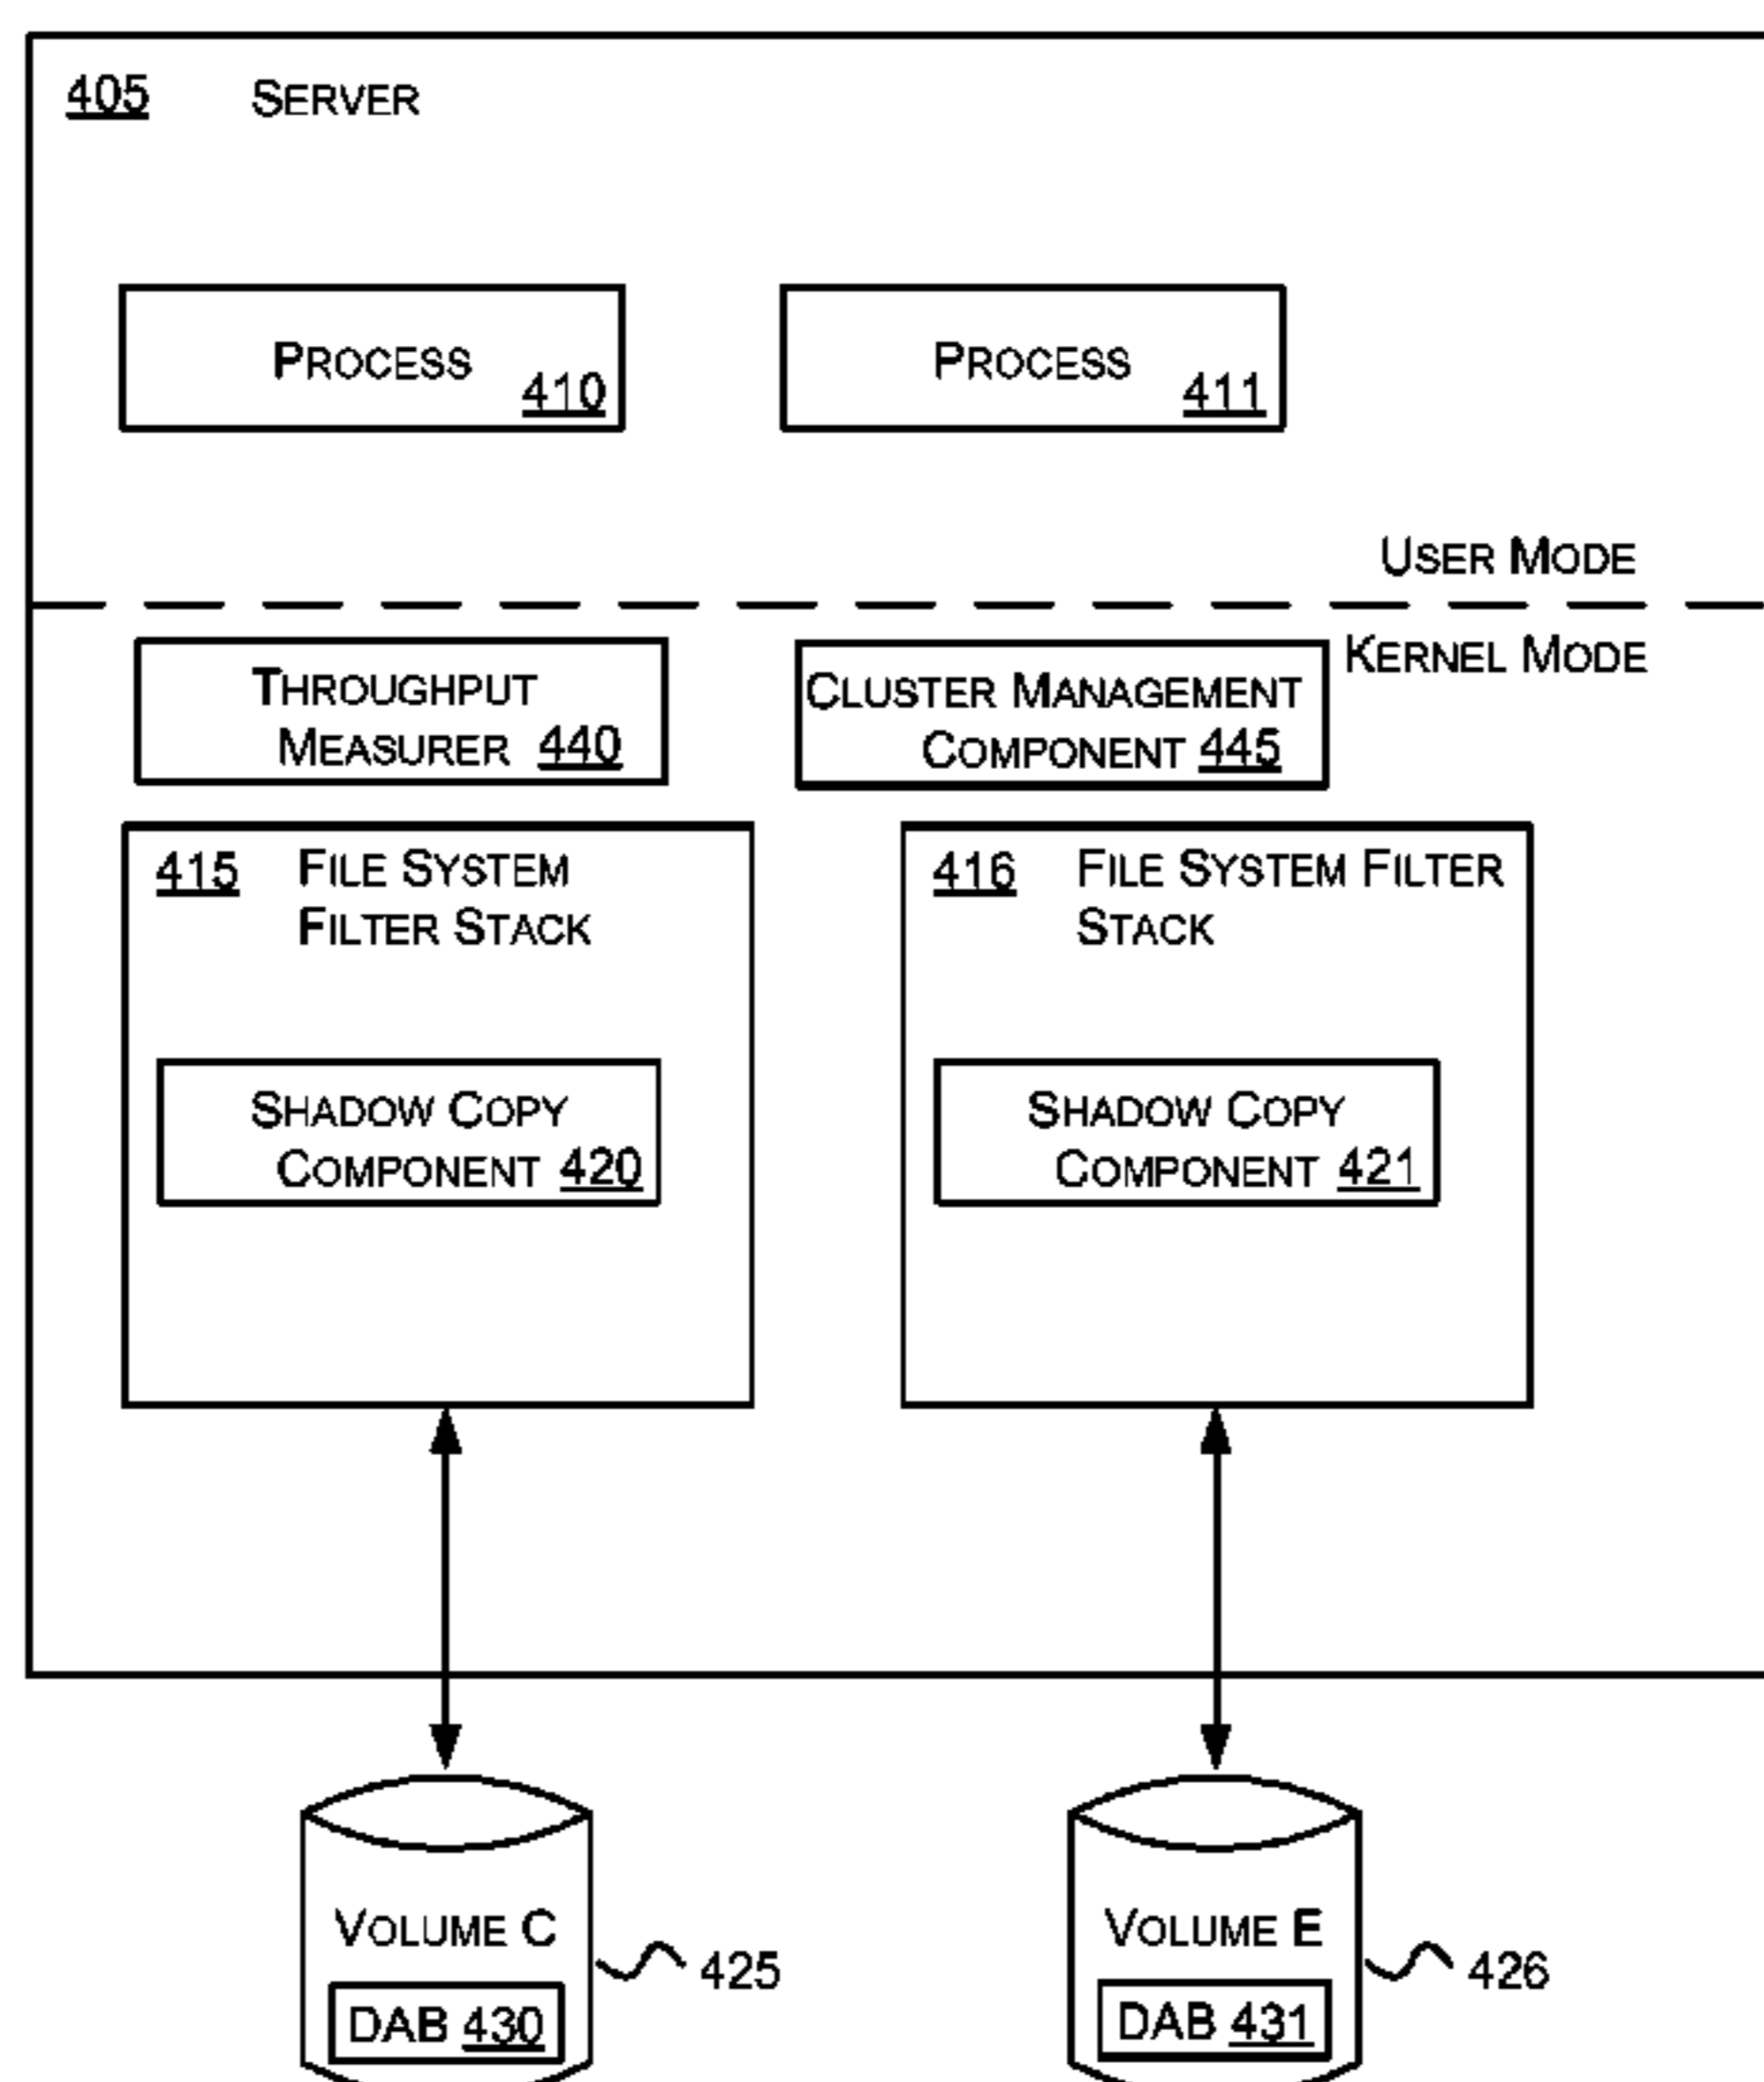 405 SERVER
PROCESS 410
PROCESS 411
USER MODE
KERNEL MODE
THROUGHPUT
MEASURER 440
CLUSTER MANAGEMENT
COMPONENT 445
415 FILE SYSTEM
FILTER STACK
SHADOW COPY
COMPONENT 420
416 FILE SYSTEM FILTER
STACK
SHADOW COPY
COMPONENT 421
VOLUME C
425
DAB 430
VOLUME E
426
DAB 431